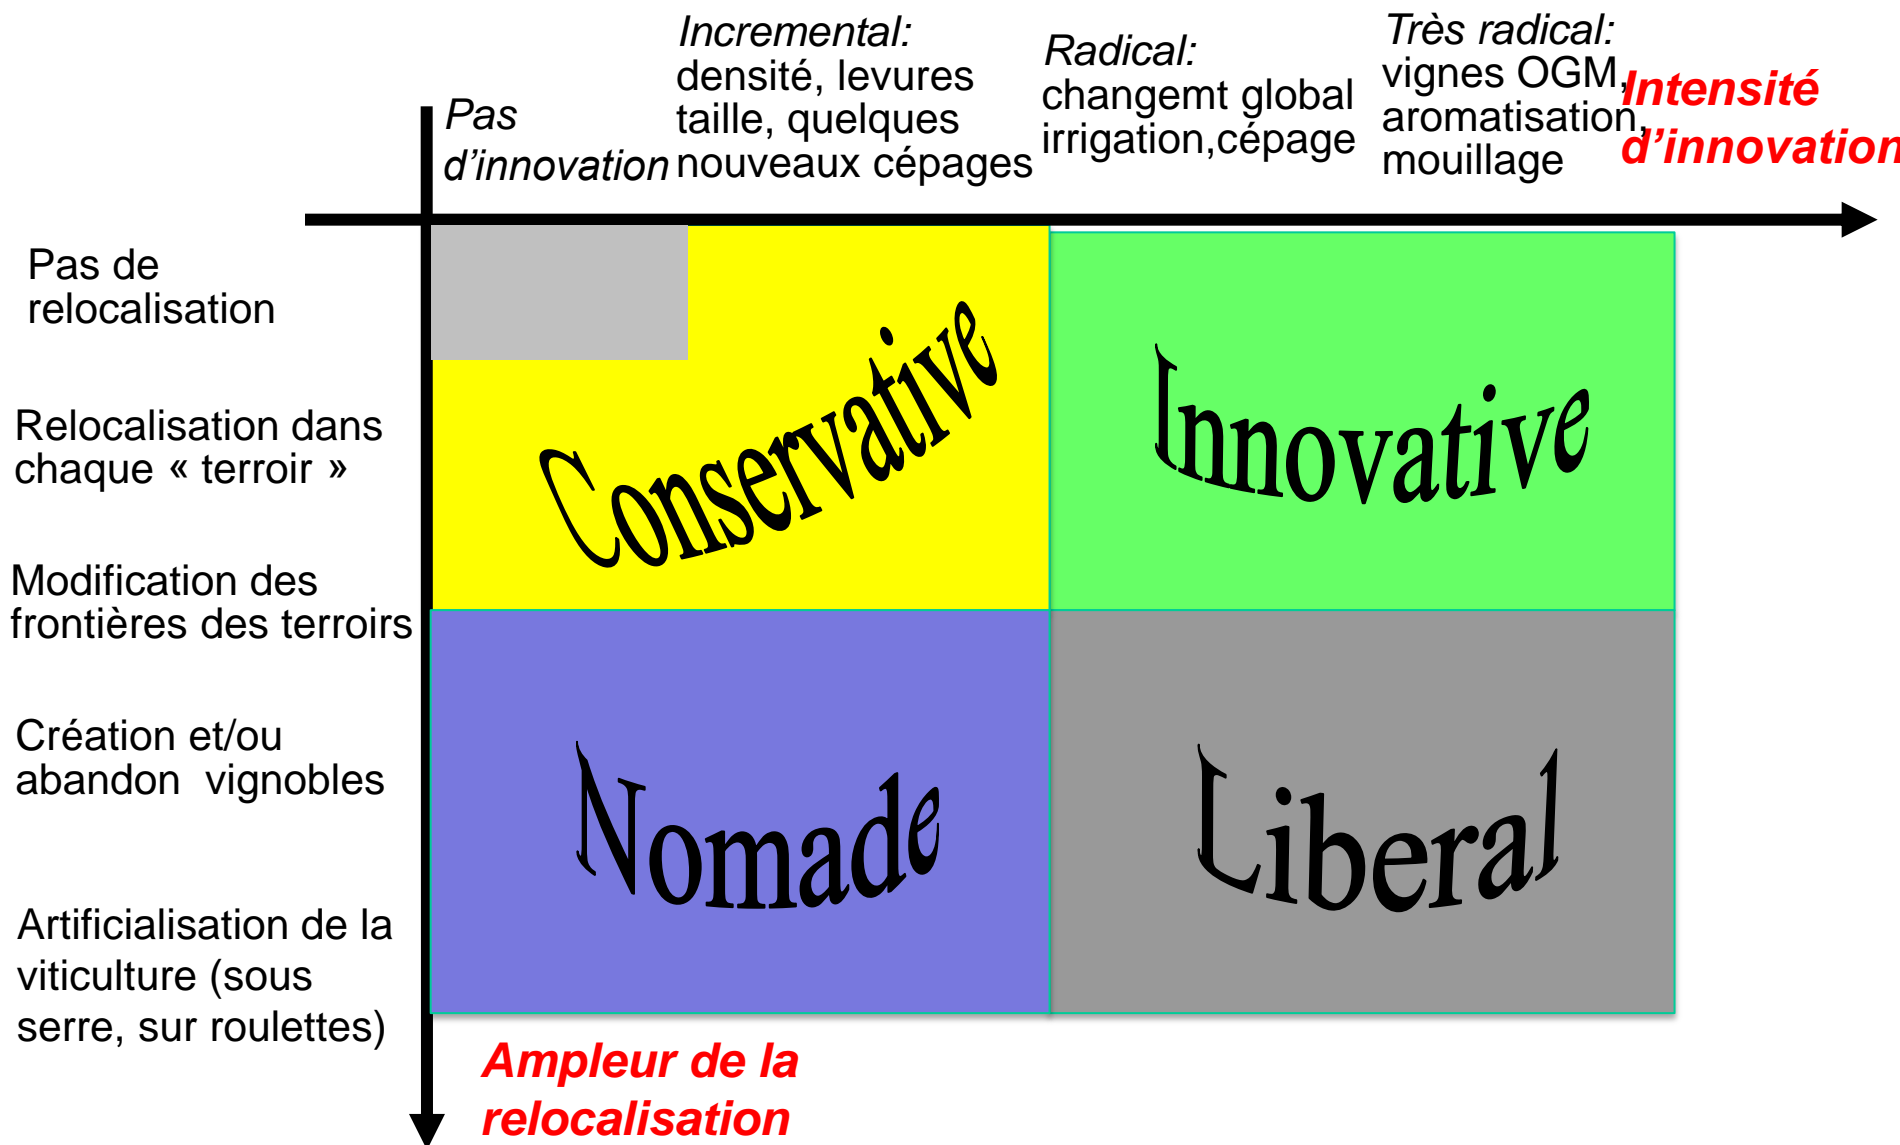 Pas
d'innovation
Incremental:
densité, levures
taille, quelques
nouveaux cépages
Radical:
changemt global
irrigation,cépage
Très radical:
vignes OGM,
aromatisation,
mouillage
Intensité
d'innovation
Pas de
relocalisation
Relocalisation dans
chaque « terroir »
Modification des
frontières des terroirs
Création et/ou
abandon vignobles
Artificialisation de la
viticulture (sous
serre, sur roulettes)
Conservative
Innovative
Nomade
Liberal
Ampleur de la
relocalisation